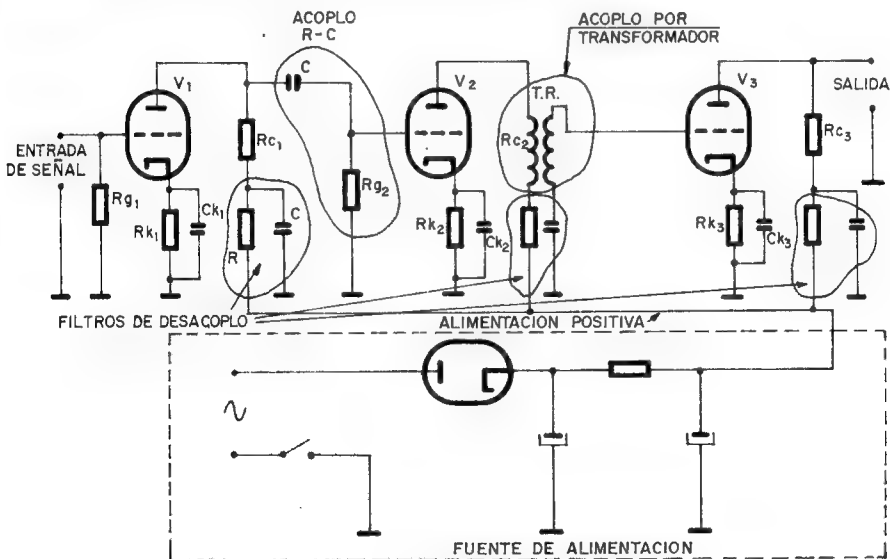 ACOPLO
R-C
ACOPLO POR
TRANSFORMADOR
V1
C
V2
T.R.
V3
SALIDA
Rc1
Rc2
Rc3
ENTRADA
DE SEÑAL
Rg1
Rk1
Ck1
R
C
Rg2
Rk2
Ck2
Rk3
Ck3
FILTROS DE DESACOPLO
ALIMENTACION POSITIVA
FUENTE DE ALIMENTACION